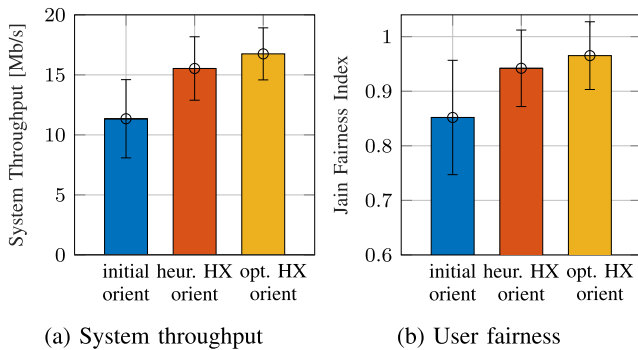 System Throughput [Mb/s]
20
15
10
5
0
initial orient
heur. HX orient
opt. HX orient
(a) System throughput
Jain Fairness Index
1
0.9
0.8
0.7
0.6
initial orient
heur. HX orient
opt. HX orient
(b) User fairness